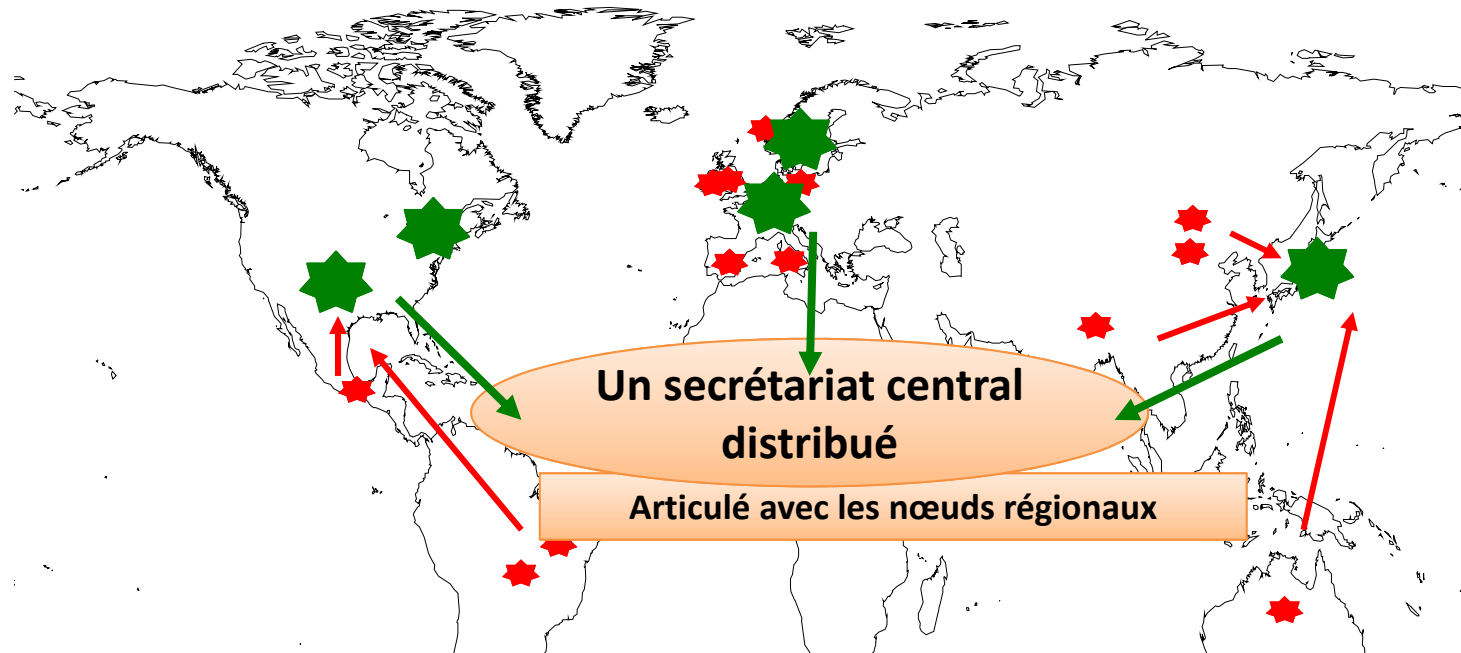 Un secrétariat central
distribué
Articulé avec les nœuds régionaux